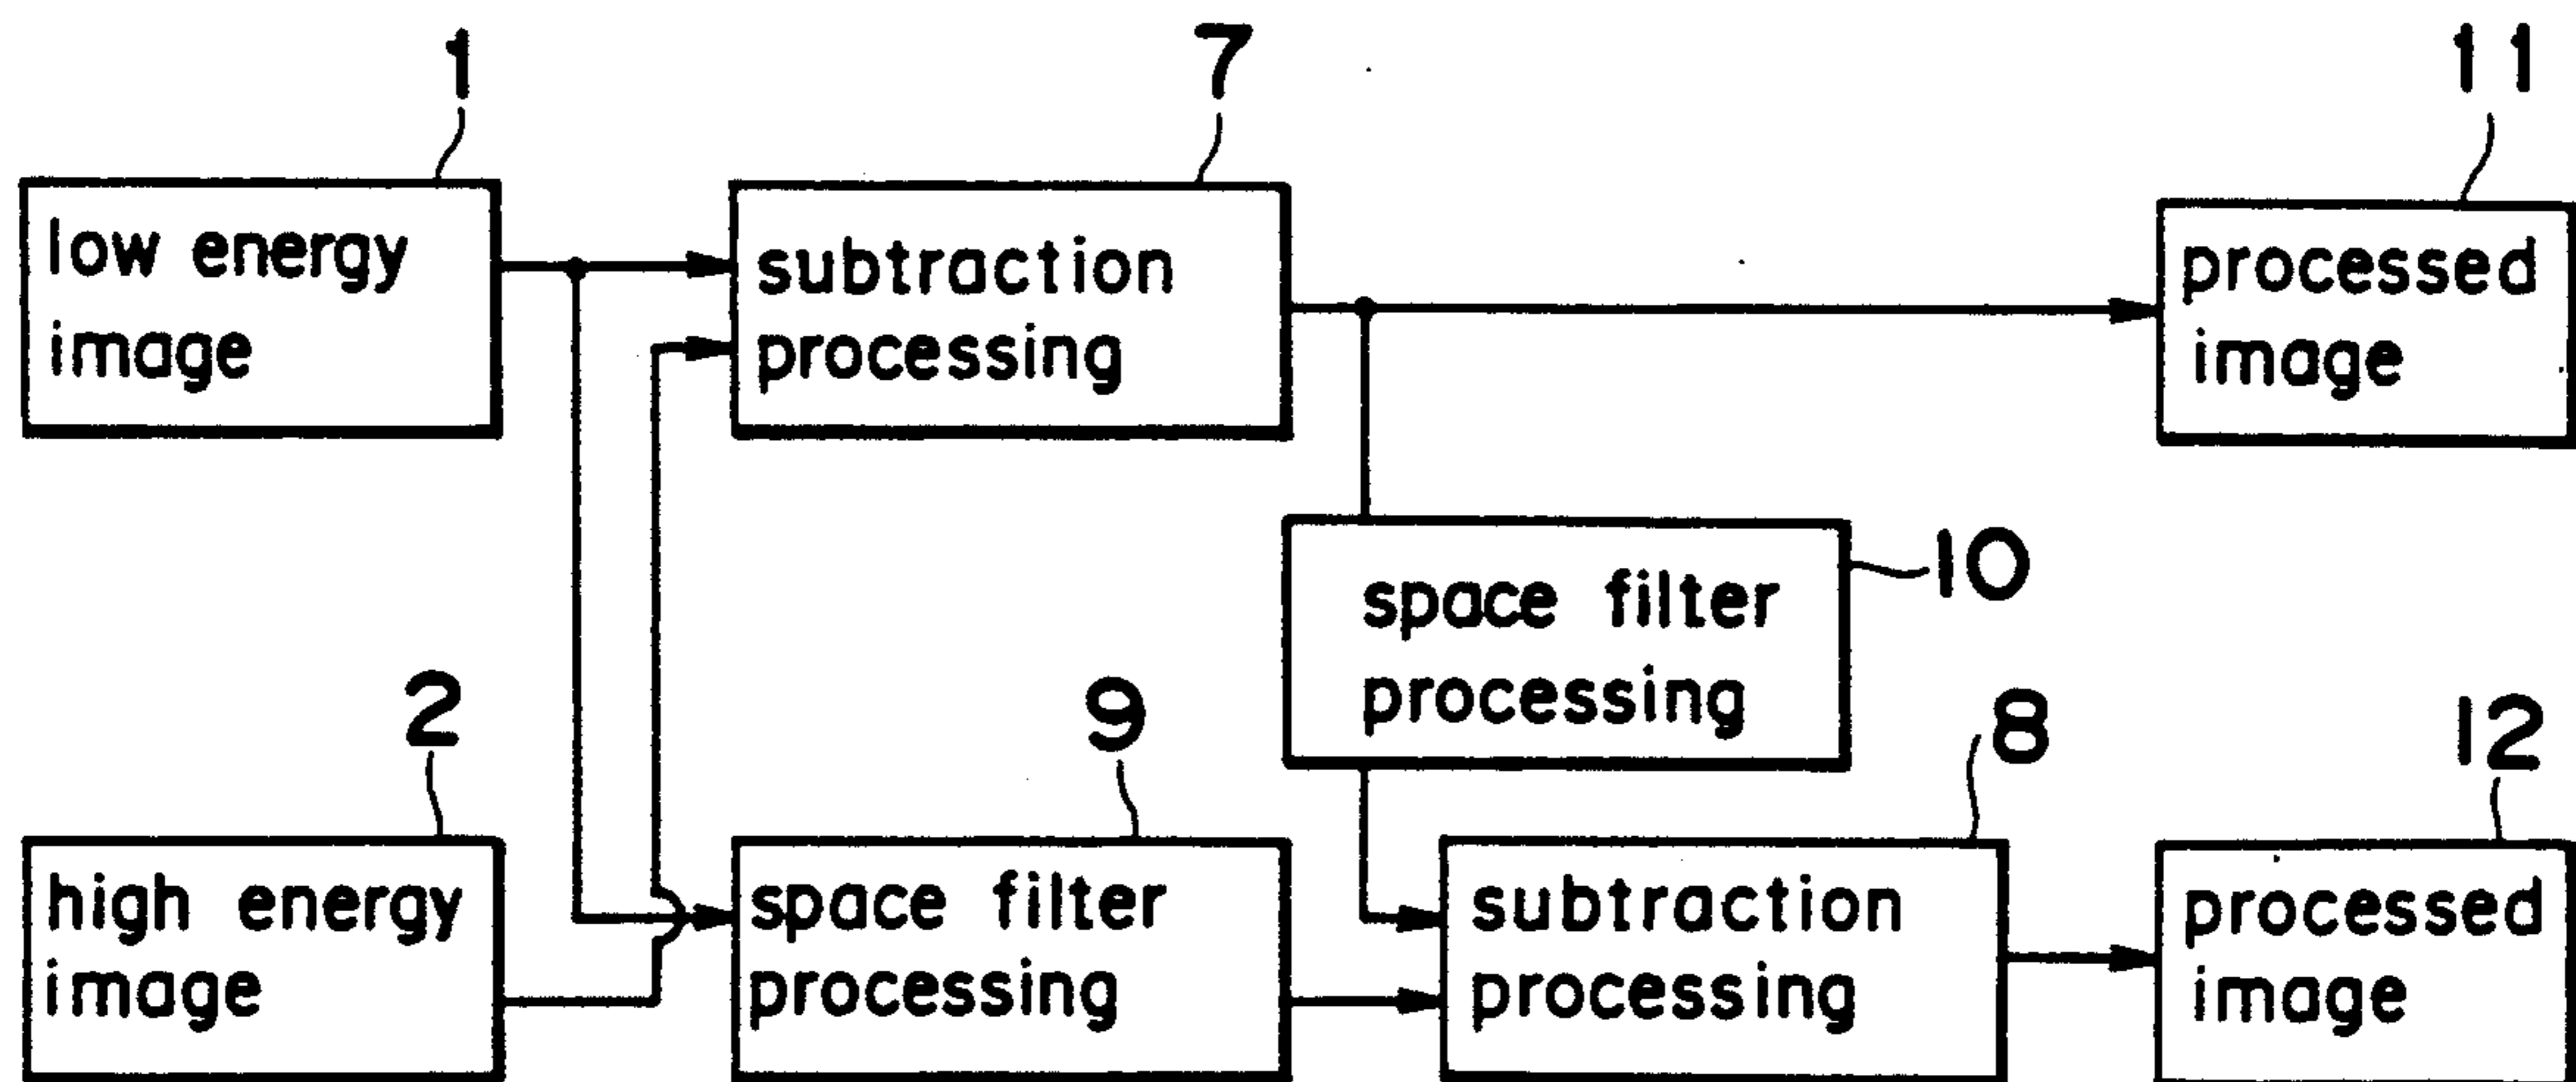 1
7
11
low energy
image
subtraction
processing
processed
image
10
space filter
processing
2
9
8
12
high energy
image
space filter
processing
subtraction
processing
processed
image